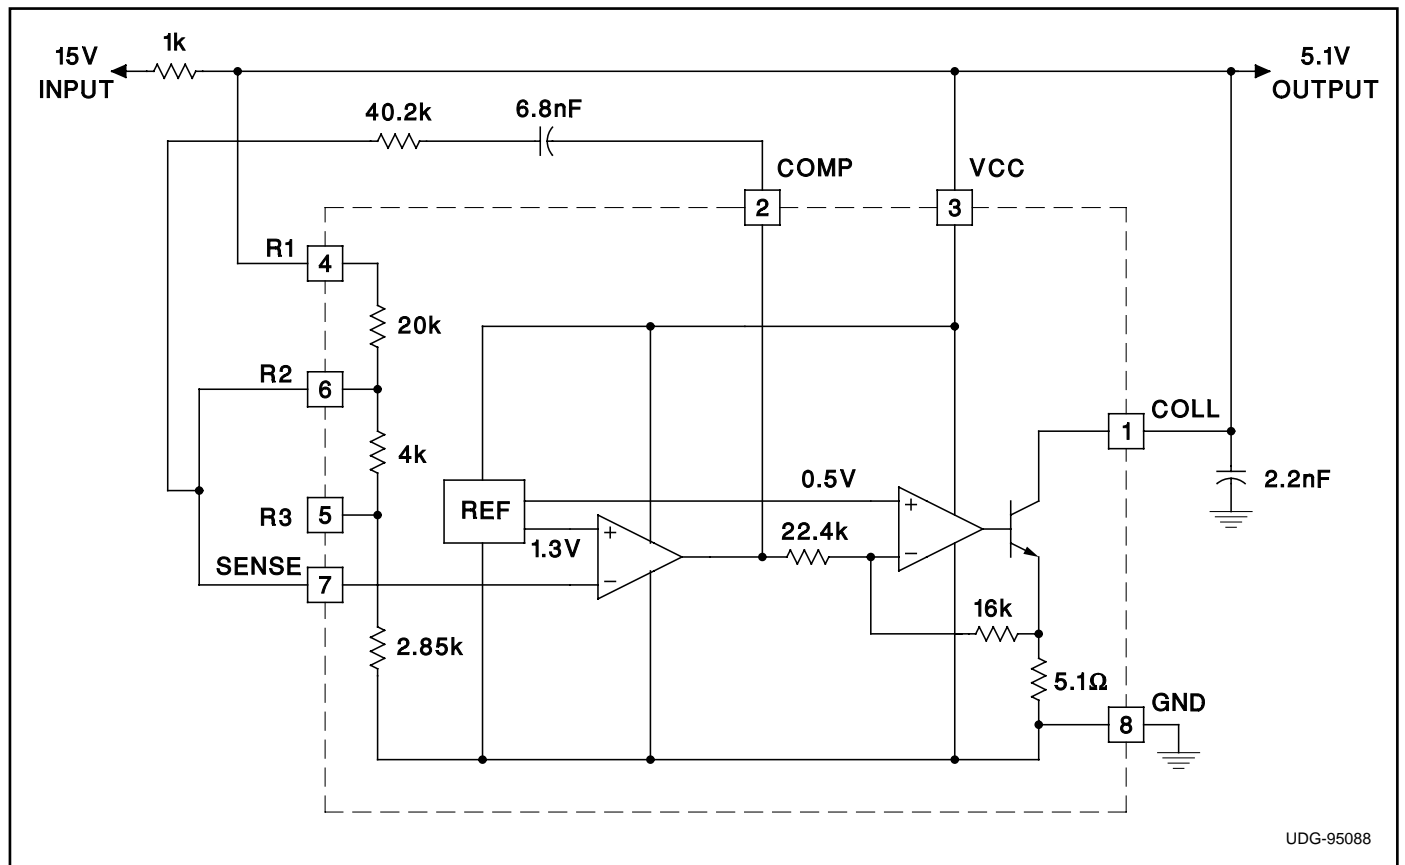 15V
INPUT
1k
5.1V
OUTPUT
40.2k
6.8nF
COMP
VCC
2
3
R1
4
20k
R2
6
COLL
1
4k
0.5V
2.2nF
REF
R3
5
22.4k
+
+
1.3V
−
−
SENSE
7
16k
2.85k
5.1Ω
GND
8
UDG-95088